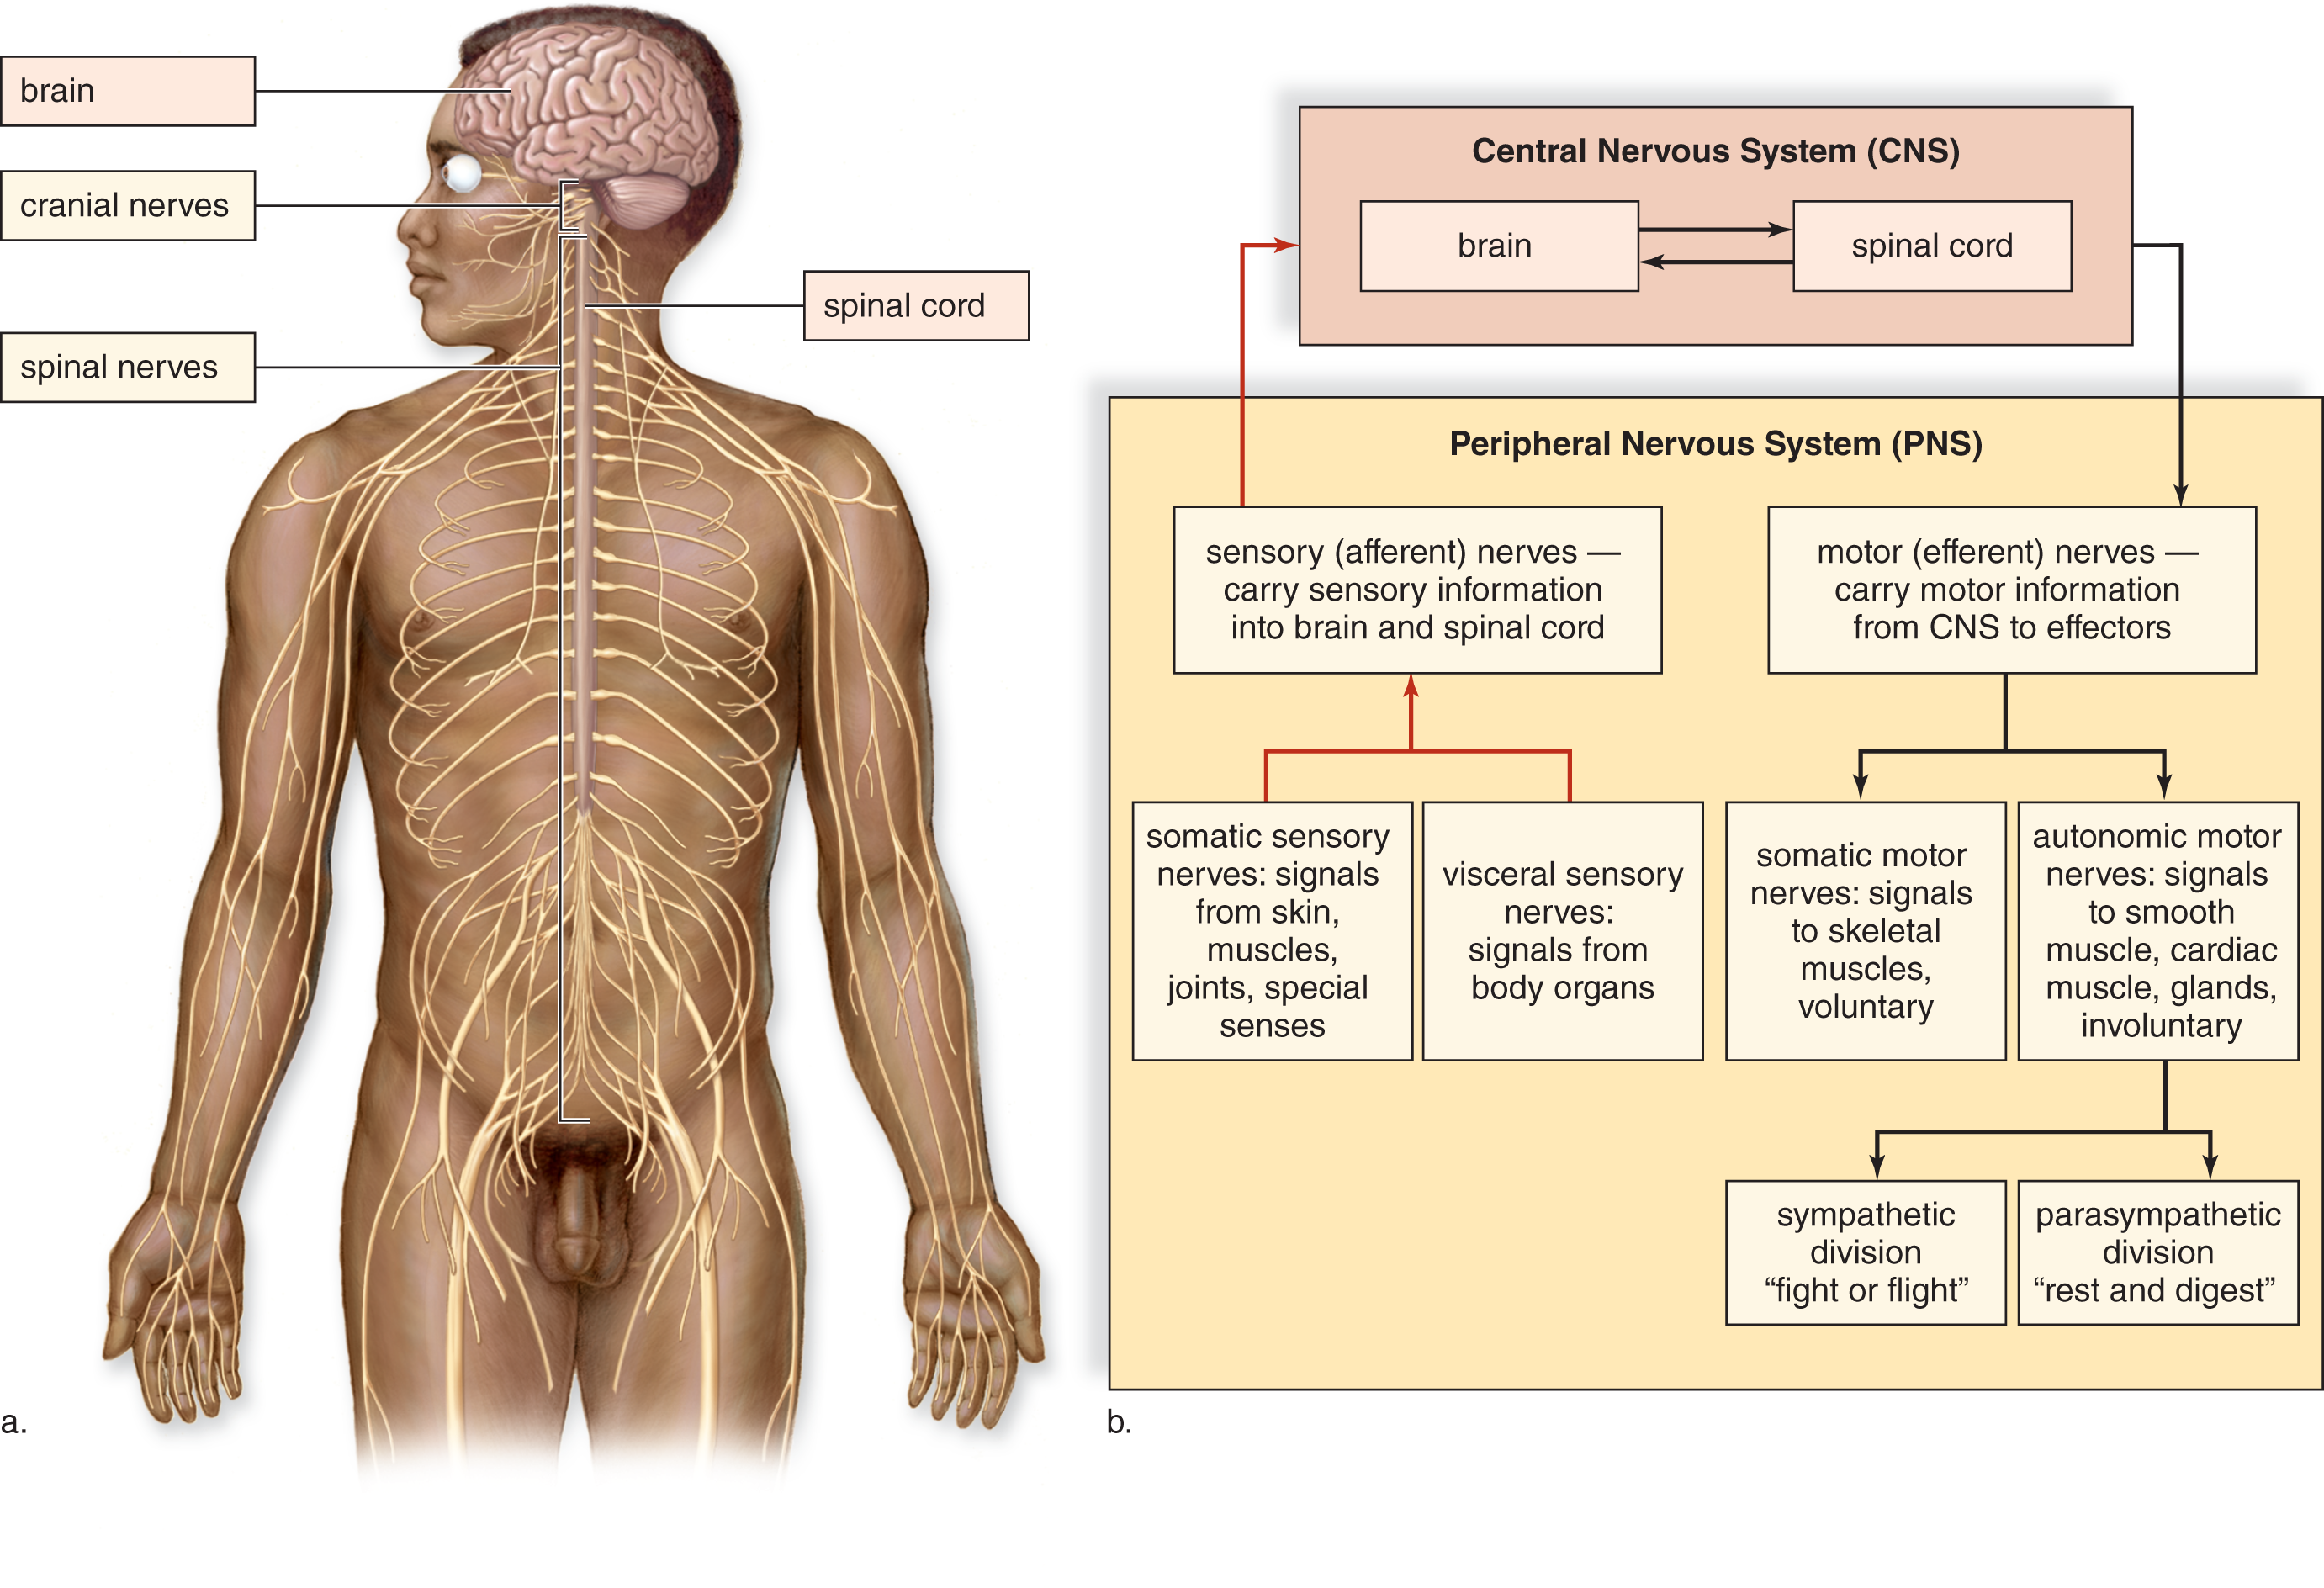 brain
cranial nerves
spinal nerves
spinal cord
a.
Central Nervous System (CNS)
brain
spinal cord
Peripheral Nervous System (PNS)
sensory (afferent) nerves —
carry sensory information
into brain and spinal cord
motor (efferent) nerves —
carry motor information
from CNS to effectors
somatic sensory
nerves: signals
from skin,
muscles,
joints, special
senses
visceral sensory
nerves:
signals from
body organs
somatic motor
nerves: signals
to skeletal
muscles,
voluntary
autonomic motor
nerves: signals
to smooth
muscle, cardiac
muscle, glands,
involuntary
sympathetic
division
“fight or flight”
parasympathetic
division
“rest and digest”
b.